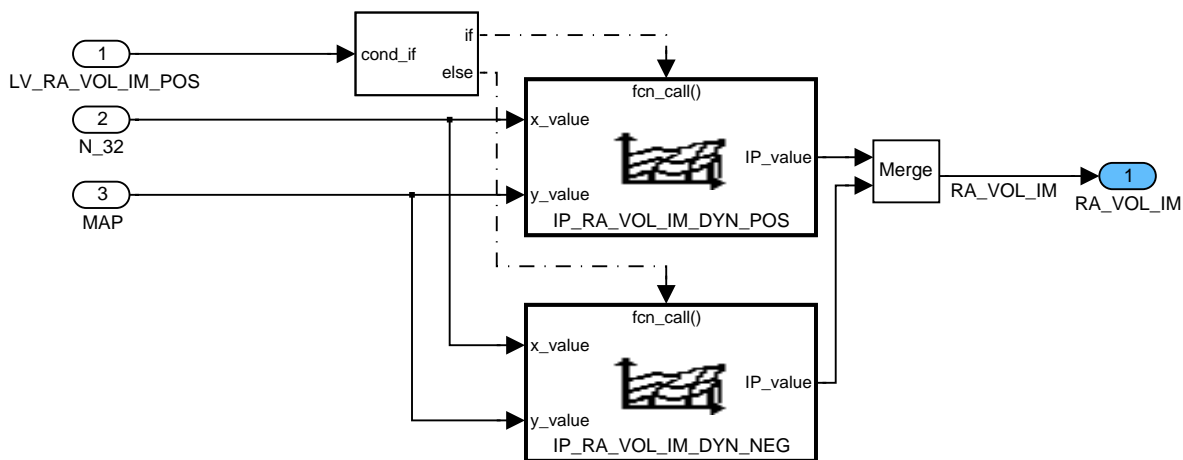 if
1
cond_if
else
LV_RA_VOL_IM_POS
fcn_call()
2
x_value
N_32
IP_value
Merge
1
3
y_value
RA_VOL_IM
RA_VOL_IM
MAP
IP_RA_VOL_IM_DYN_POS
fcn_call()
x_value
IP_value
y_value
IP_RA_VOL_IM_DYN_NEG